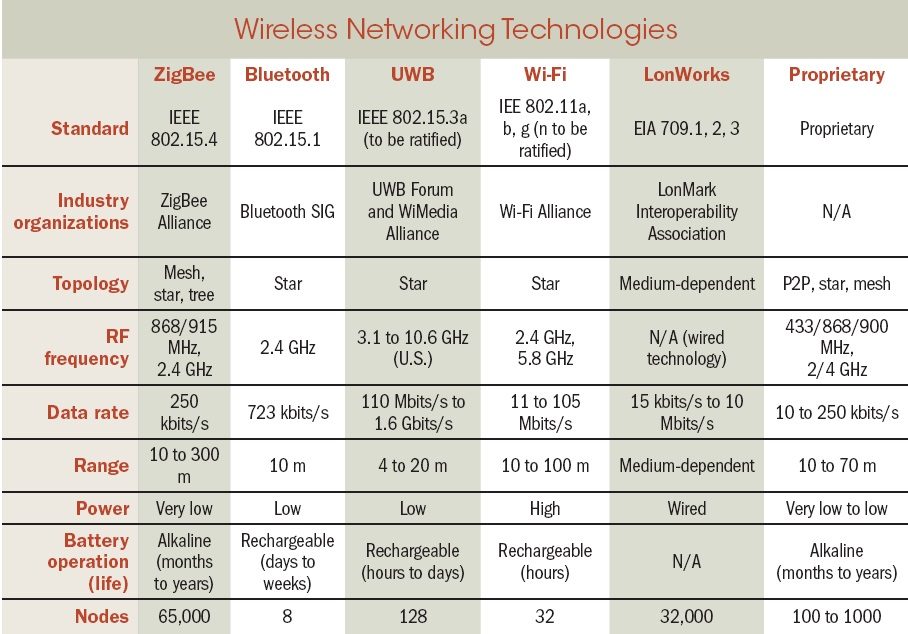 Wireless Networking Technologies
ZigBee Bluetooth UWB Wi-Fi LonWorks Proprietary
Standard
IEEE
802.15.4
IEEE
802.15.1
IEEE 802.15.3a
(to be ratified)
IEE 802.11a,
b, g (n to be
ratified)
EIA 709.1, 2, 3
Proprietary
Industry
organizations
ZigBee
Alliance
Bluetooth SIG
UWB Forum
and WiMedia
Alliance
Wi-Fi Alliance
LonMark
Interoperability
Association
N/A
Topology
Mesh,
star, tree
Star
Star
Star
Medium-dependent
P2P, star, mesh
RF
frequency
868/915
MHz,
2.4 GHz
2.4 GHz
3.1 to 10.6 GHz
(U.S.)
2.4 GHz,
5.8 GHz
N/A (wired
technology)
433/868/900
MHz,
2/4 GHz
Data rate
250
kbits/s
723 kbits/s
110 Mbits/s to
1.6 Gbits/s
11 to 105
Mbits/s
15 kbits/s to 10
Mbits/s
10 to 250 kbits/s
Range
10 to 300
m
10 m
4 to 20 m
10 to 100 m
Medium-dependent
10 to 70 m
Power
Very low
Low
Low
High
Wired
Very low to low
Battery
operation
(life)
Alkaline
(months
to years)
Rechargeable
(days to
weeks)
Rechargeable
(hours to days)
Rechargeable
(hours)
N/A
Alkaline
(months to years)
Nodes
65,000
8
128
32
32,000
100 to 1000